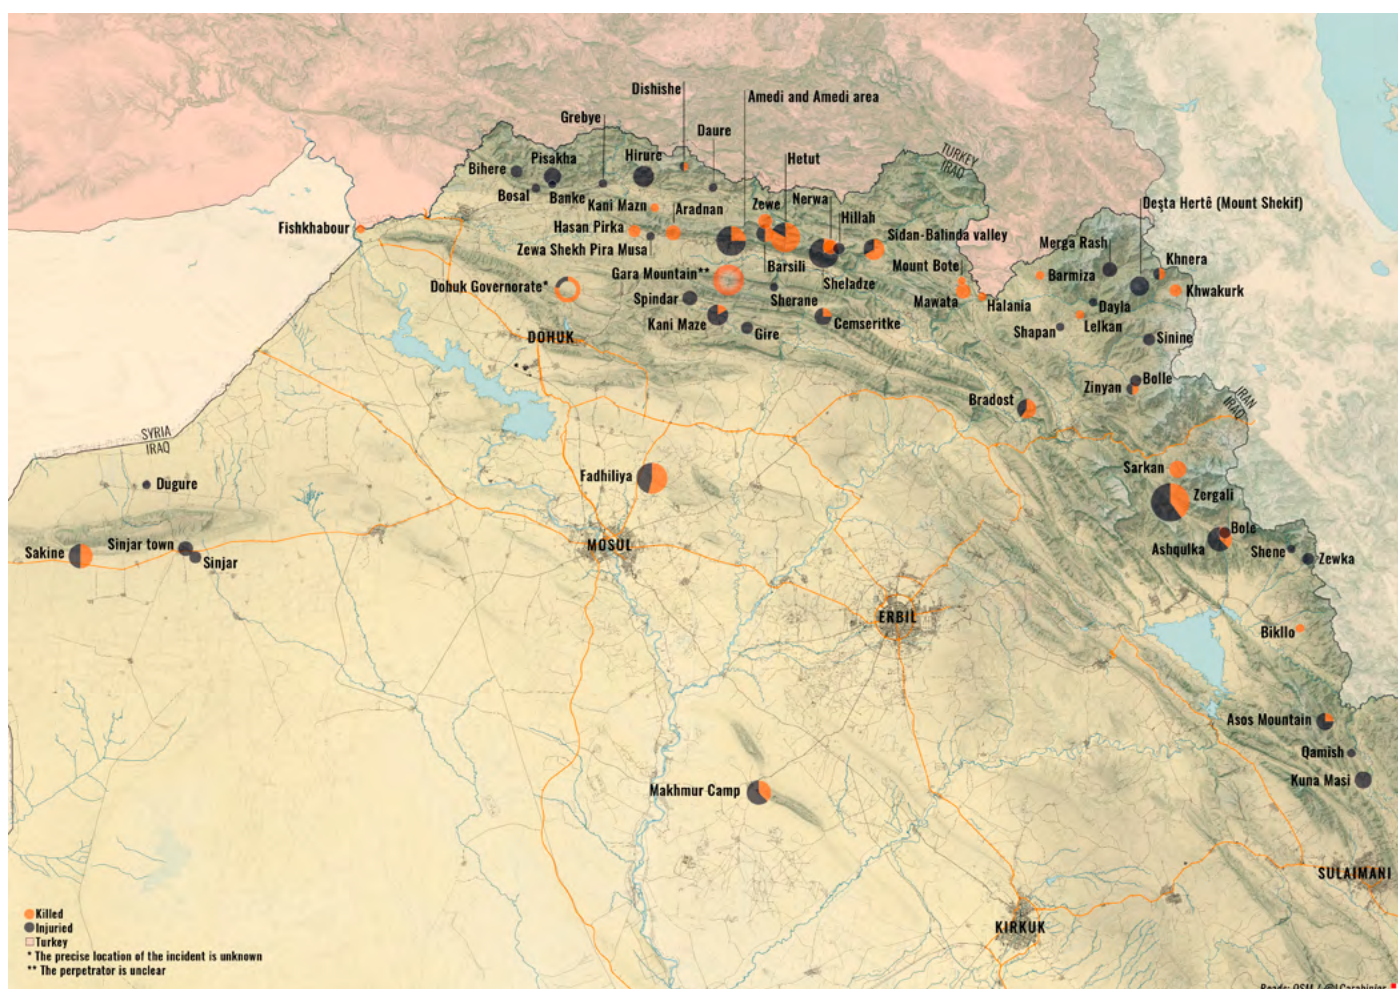 Dishishe
Amedi and Amedi area
Grebye
Daure
Hetut
Pisakha
Hirure
Bihere
TURKEY
IRAQ
Bosal
Banke
Kani Mazn
Zewe
Nerwa
Deşta Hertê (Mount Shekif)
Aradnan
Hillah
Fishkhabour
Hasan Pirka
Sidan-Balinda valley
Merga Rash
Zewa Shekh Pira Musa
Khnera
Barsili
Mount Bote
Barmiza
Gara Mountain**
Sheladze
Dohuk Governorate*
Khwakurk
Spindar
Sherane
Mawata
Halania
Dayla
Kani Maze
Cemseritke
Lelkan
Gire
Shapan
DOHUK
Sinine
Bolle
Zinyan
Bradost
IRAN
IRAQ
SYRIA
IRAQ
Sarkan
Fadhiliya
Dugure
Zergali
Bole
Sinjar town
MOSUL
Ashqulka
Shene
Sakine
Sinjar
Zewka
ERBIL
Bikllo
Asos Mountain
Qamish
Kuna Masi
Makhmur Camp
SULAIMANI
Killed
Injuried
KIRKUK
Turkey
* The precise location of the incident is unknown
** The perpetrator is unclear
Roads: OSM / @LCarabinier